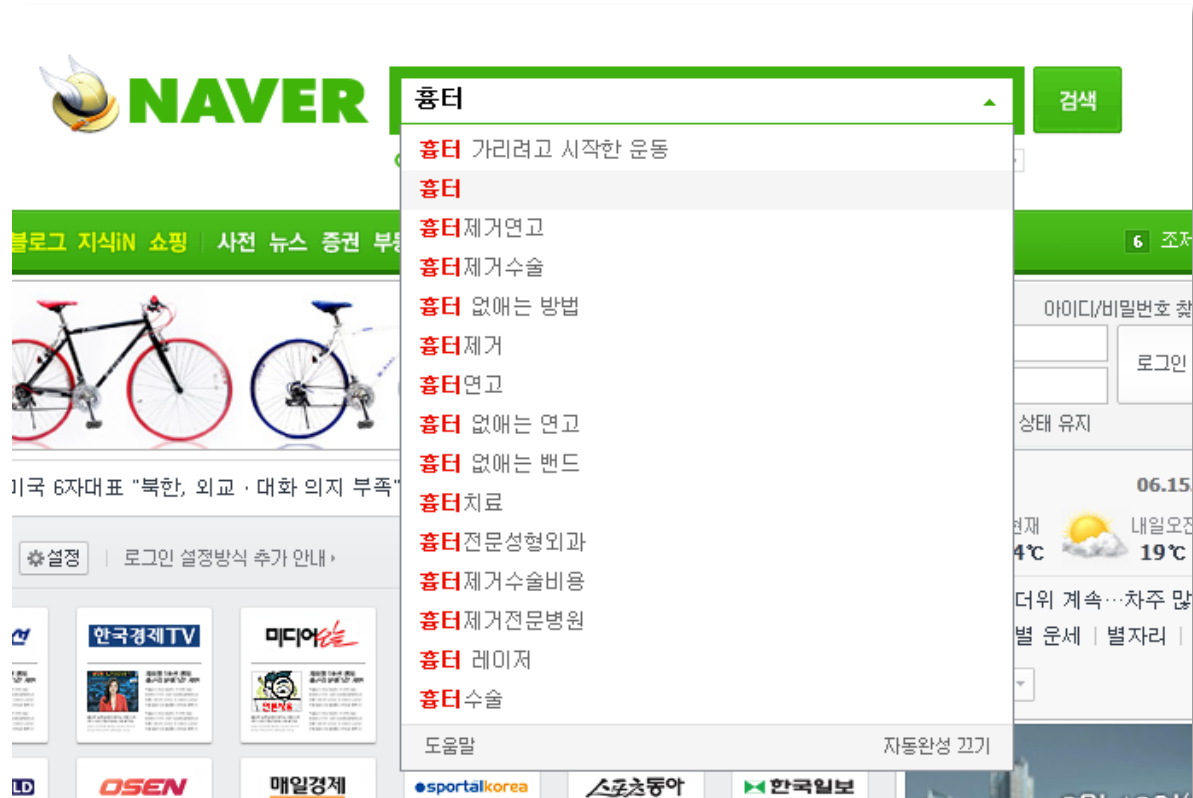 NAVER
흉터
검색
흉터 가리려고 시작한 운동
흉터
흉터제거연고
흉터제거수술
흉터 없애는 방법
흉터제거
흉터연고
흉터 없애는 연고
흉터 없애는 밴드
흉터치료
흉터전문성형외과
흉터제거수술비용
흉터제거전문병원
흉터 레이저
흉터수술
도움말 자동완성 끄기
블로그 지식iN 쇼핑 사전 뉴스 증권
6
아이디/비밀번호
로그인
상태 유지
미국 6자대표 "북한, 외교·대화 의지 부족"
06.15.
설정 로그인 설정방식 추가 안내
내일오전
4℃ 19℃
더위 계속…차주
별 운세 별자리
한국경제TV 미디어오늘
OSEN 매일경제 sportalkorea 스포츠동아 한국일보